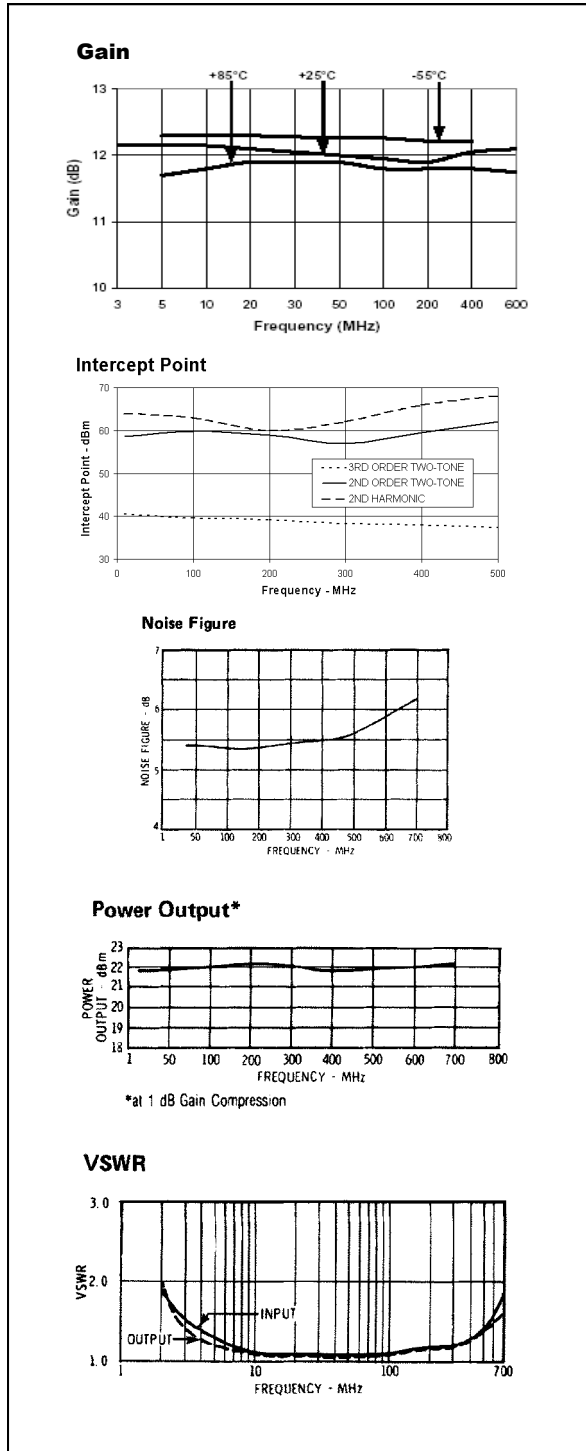 Gain
+85°C +25°C -55°C
13
12
11
10
Gain (dB)
3 5 10 20 30 50 100 200 400 600
Frequency (MHz)
Intercept Point
70
60
50
40
30
Intercept Point - dBm
3RD ORDER TWO-TONE
2ND ORDER TWO-TONE
2ND HARMONIC
0 100 200 300 400 500
Frequency - MHz
Noise Figure
7
6
5
4
NOISE FIGURE - dB
1 50 100 200 300 400 500 600 700 800
FREQUENCY - MHz
Power Output*
23
22
21
20
19
18
POWER
OUTPUT - dBm
1 50 100 200 300 400 500 600 700 800
FREQUENCY - MHz
*at 1 dB Gain Compression
VSWR
3.0
2.0
1.0
VSWR
INPUT
OUTPUT
1 10 100 700
FREQUENCY - MHz